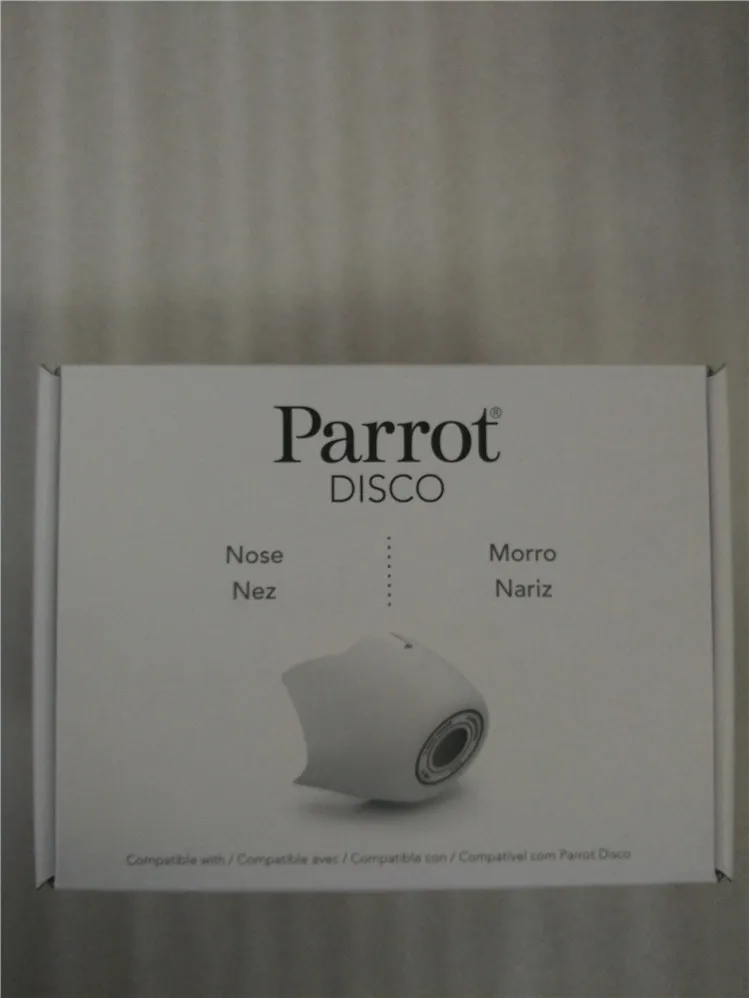 Parrot®
DISCO
Nose
Nez
Morro
Nariz
Compatible with / Compatible avec / Compatible con / Compatível com Parrot Disco